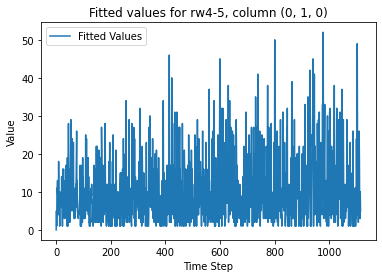 Fitted values for rw4-5, column (0, 1, 0)
Fitted Values
Value
50
40
30
20
10
0
0 200 400 600 800 1000
Time Step